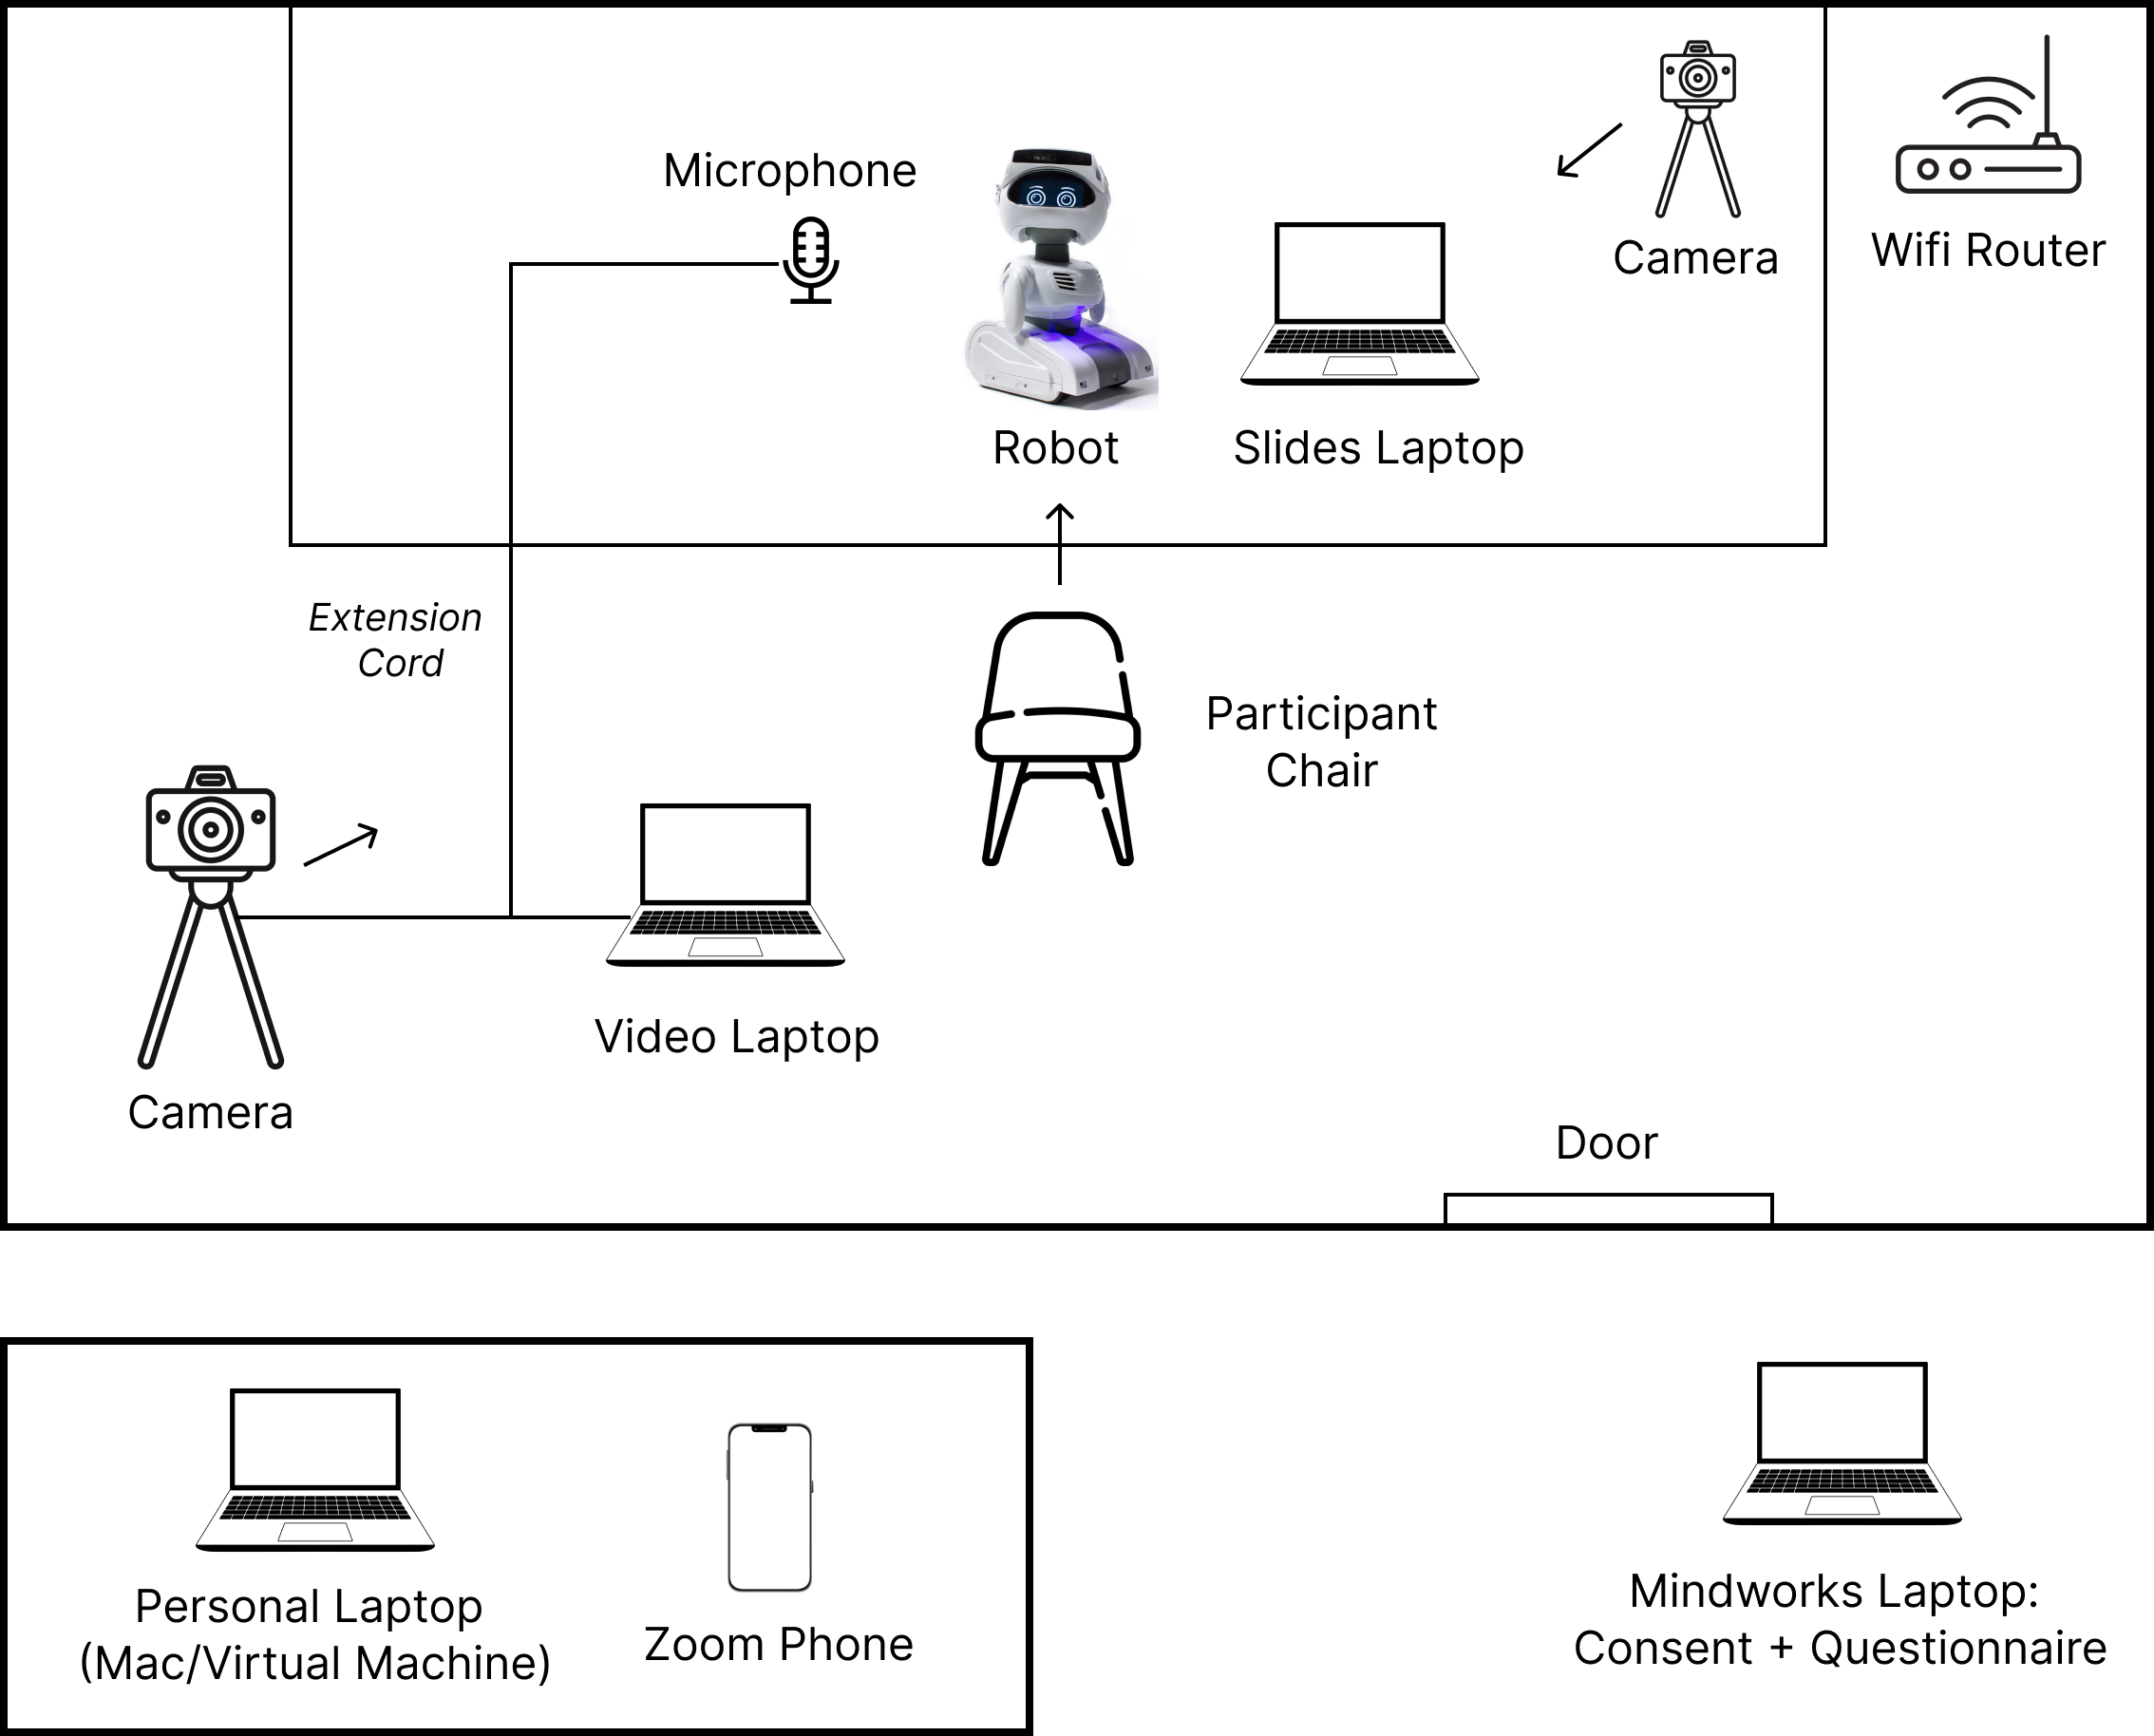 Microphone
Camera
Wifi Router
Robot
Slides Laptop
Extension
Cord
Participant
Chair
Video Laptop
Camera
Door
Personal Laptop
(Mac/Virtual Machine)
Zoom Phone
Mindworks Laptop:
Consent + Questionnaire